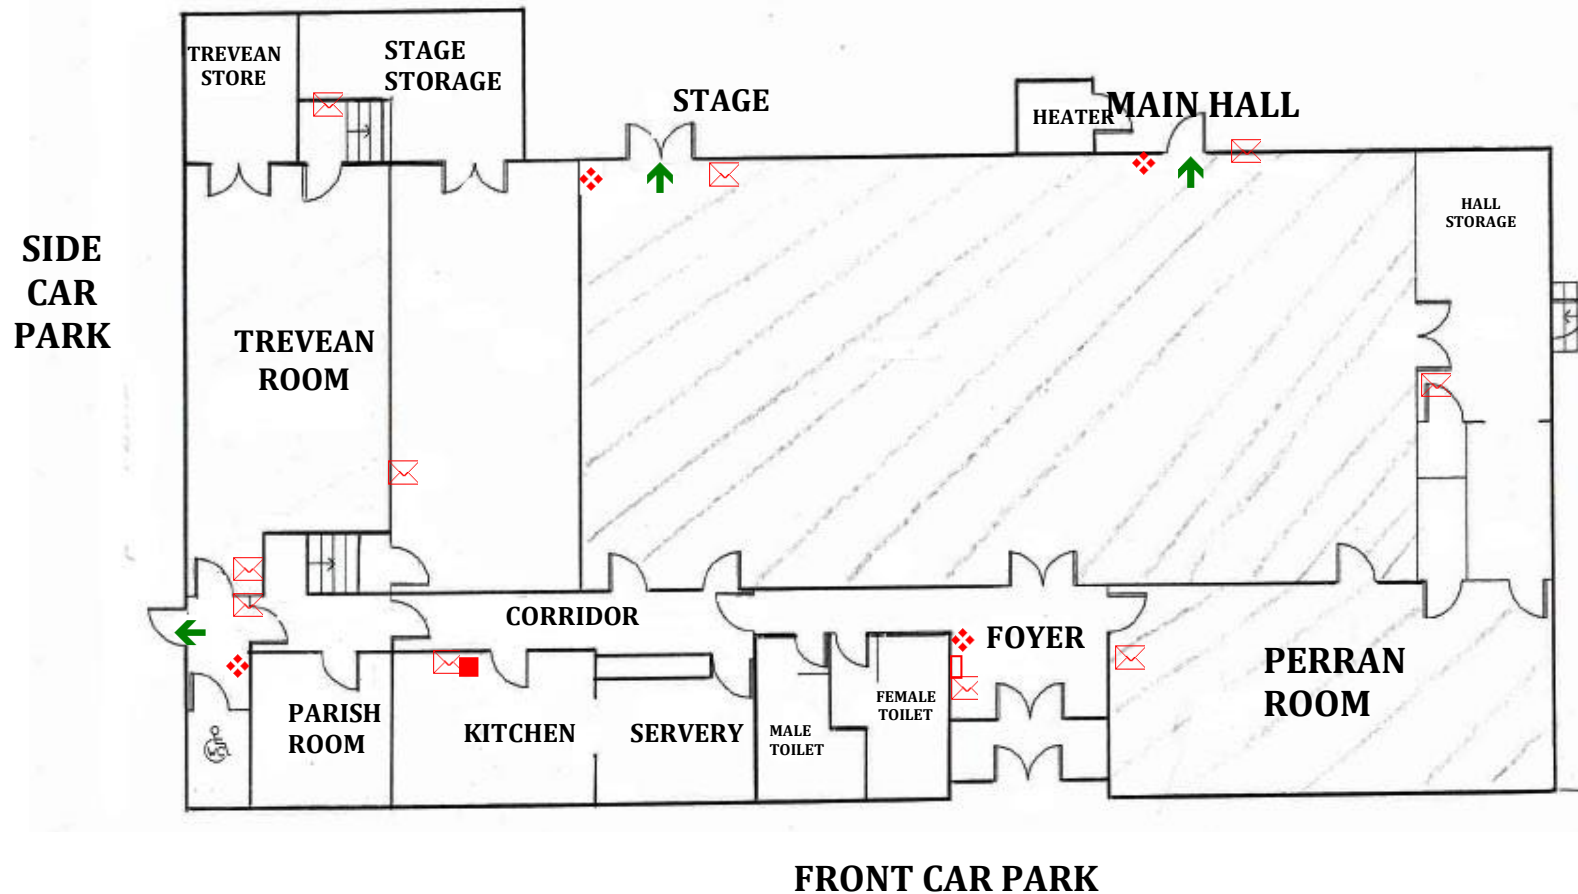 TREVEAN
STORE
STAGE
STORAGE
STAGE
HEATER
MAIN HALL
HALL
STORAGE
SIDE
CAR
PARK
TREVEAN
ROOM
CORRIDOR
FOYER
PERRAN
ROOM
PARISH
ROOM
KITCHEN
SERVERY
MALE
TOILET
FEMALE
TOILET
FRONT CAR PARK